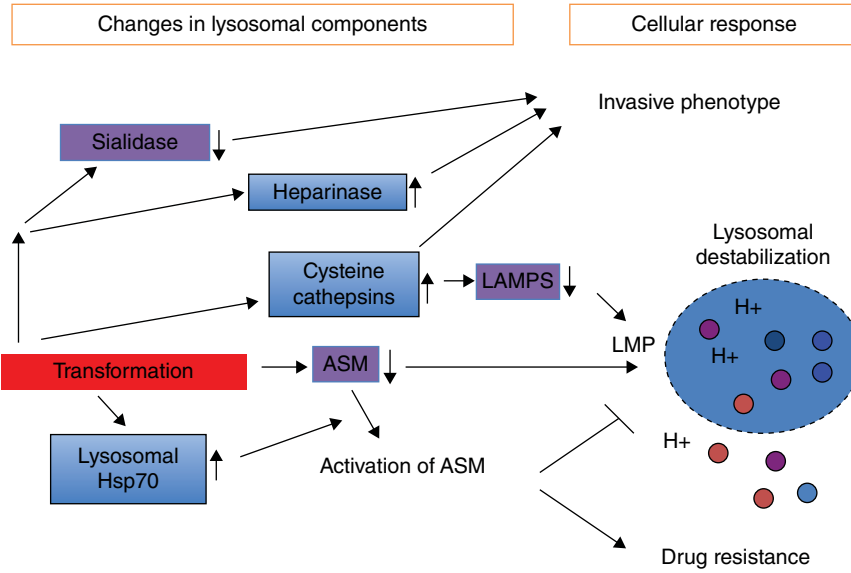 Changes in lysosomal components
Cellular response
Invasive phenotype
Sialidase
Heparinase
Lysosomal
destabilization
Cysteine
cathepsins
LAMPS
H+
H+
LMP
Transformation
ASM
H+
Lysosomal
Hsp70
Activation of ASM
Drug resistance